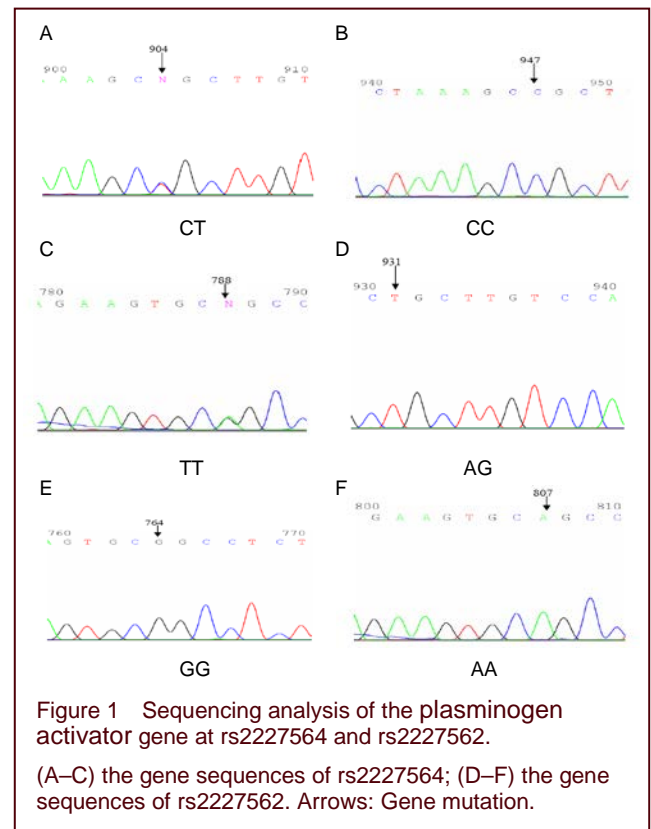 A
B
904
900 910
A A G C N G C T T G T
CT
947
940 950
C T A A A G C C G C T
CC
C
D
788
780 790
G A A G T G C N G C C
TT
931
930 940
C T G C T T G T C C A
AG
E
F
764
760 770
G T G C G G C C T C T
GG
807
800 810
G A A G T G C A G C C
AA
Figure 1 Sequencing analysis of the plasminogen
activator gene at rs2227564 and rs2227562.
(A–C) the gene sequences of rs2227564; (D–F) the gene
sequences of rs2227562. Arrows: Gene mutation.